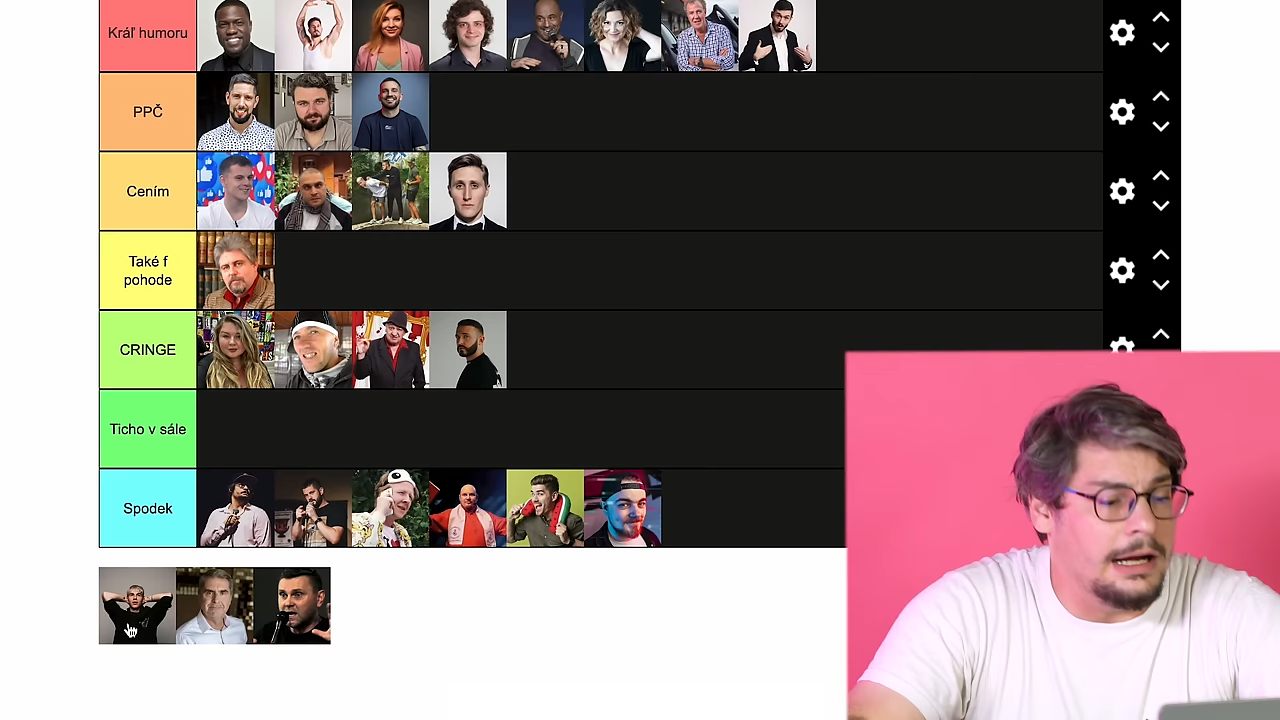 Kráľ humoru
PPČ
Cením
Také f
pohode
CRINGE
Ticho v sále
Spodek